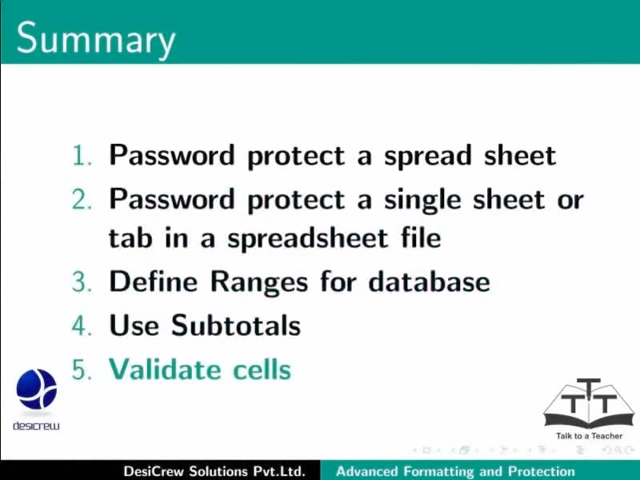 Summary
1. Password protect a spread sheet
2. Password protect a single sheet or
tab in a spreadsheet file
3. Define Ranges for database
4. Use Subtotals
5. Validate cells
desicrew
TTT
Talk to a Teacher
DesiCrew Solutions Pvt.Ltd. Advanced Formatting and Protection